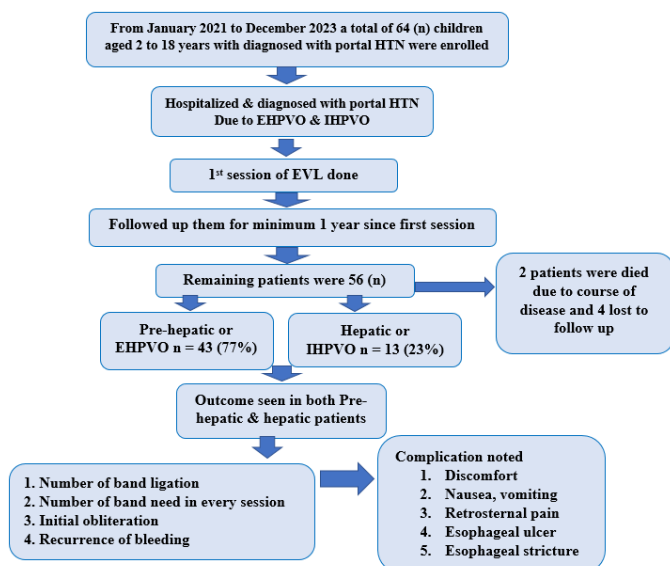 From January 2021 to December 2023 a total of 64 (n) children
aged 2 to 18 years with diagnosed with portal HTN were enrolled
Hospitalized & diagnosed with portal HTN
Due to EHPVO & IHPVO
1st session of EVL done
Followed up them for minimum 1 year since first session
Remaining patients were 56 (n)
2 patients were died
due to course of
disease and 4 lost to
follow up
Pre-hepatic or
EHPVO n = 43 (77%)
Hepatic or
IHPVO n = 13 (23%)
Outcome seen in both Pre-
hepatic & hepatic patients
1. Number of band ligation
2. Number of band need in every session
3. Initial obliteration
4. Recurrence of bleeding
Complication noted
1. Discomfort
2. Nausea, vomiting
3. Retrosternal pain
4. Esophageal ulcer
5. Esophageal stricture